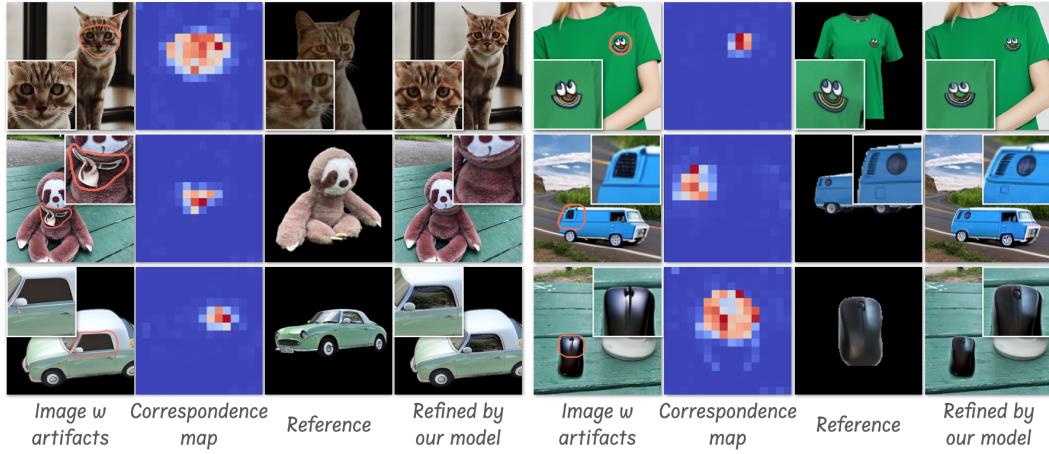 Image w artifacts
Correspondence map
Reference
Refined by our model
Image w artifacts
Correspondence map
Reference
Refined by our model